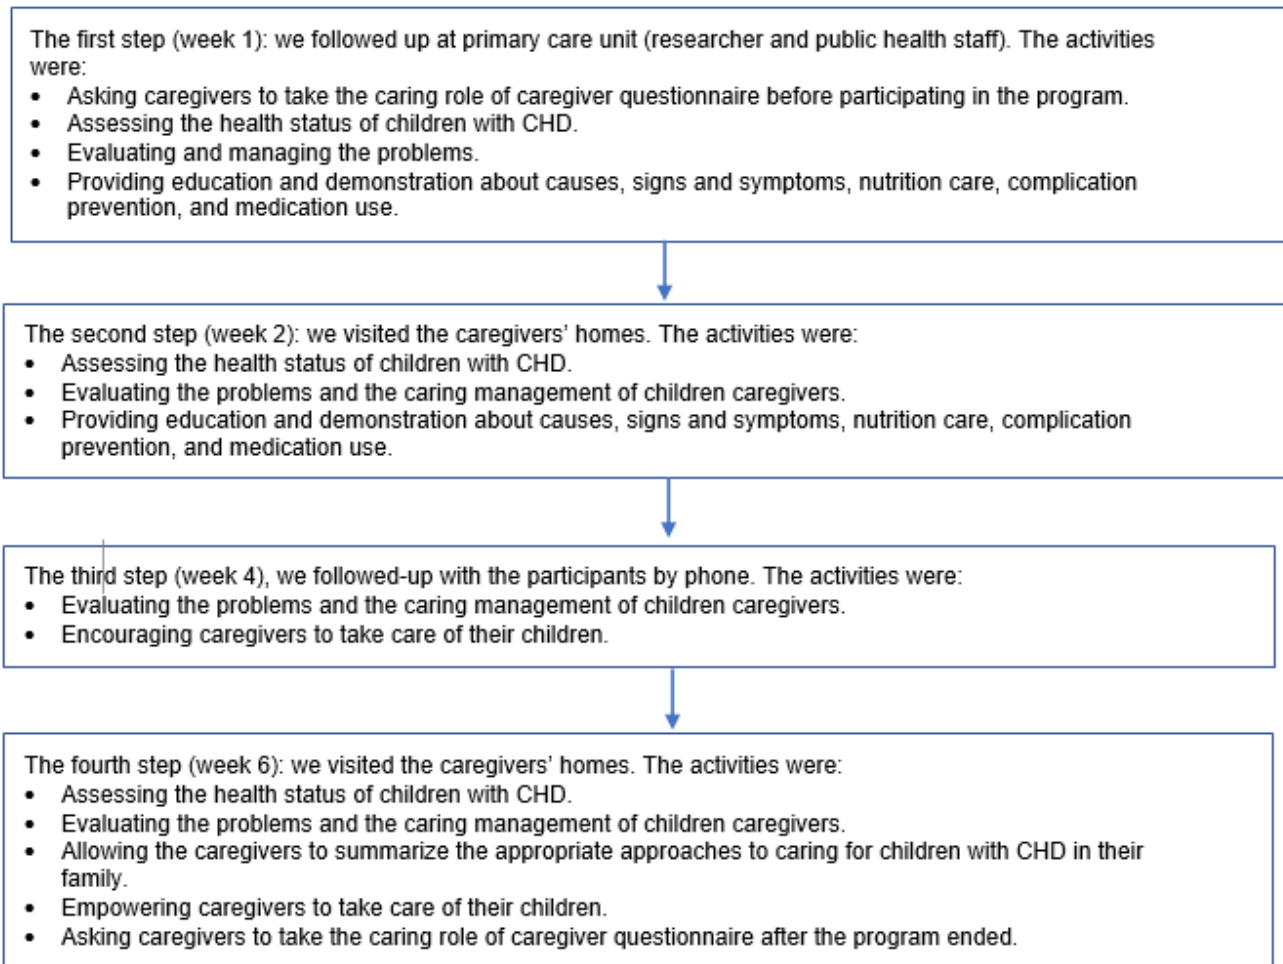 The first step (week 1): we followed up at primary care unit (researcher and public health staff). The activities
were:
• Asking caregivers to take the caring role of caregiver questionnaire before participating in the program.
• Assessing the health status of children with CHD.
• Evaluating and managing the problems.
• Providing education and demonstration about causes, signs and symptoms, nutrition care, complication
prevention, and medication use.
The second step (week 2): we visited the caregivers’ homes. The activities were:
• Assessing the health status of children with CHD.
• Evaluating the problems and the caring management of children caregivers.
• Providing education and demonstration about causes, signs and symptoms, nutrition care, complication
prevention, and medication use.
The third step (week 4), we followed-up with the participants by phone. The activities were:
• Evaluating the problems and the caring management of children caregivers.
• Encouraging caregivers to take care of their children.
The fourth step (week 6): we visited the caregivers’ homes. The activities were:
• Assessing the health status of children with CHD.
• Evaluating the problems and the caring management of children caregivers.
• Allowing the caregivers to summarize the appropriate approaches to caring for children with CHD in their
family.
• Empowering caregivers to take care of their children.
• Asking caregivers to take the caring role of caregiver questionnaire after the program ended.